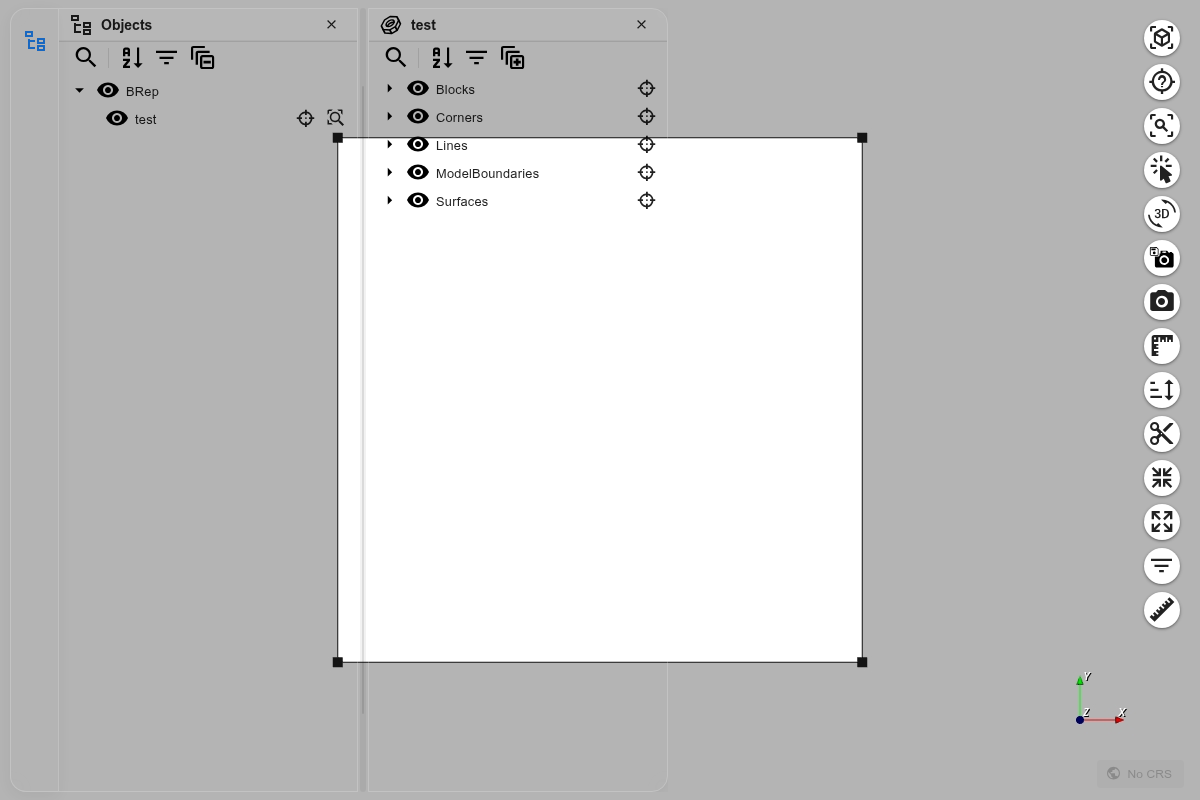 Objects
test
BRep
test
Blocks
Corners
Lines
ModelBoundaries
Surfaces
3D
Y
Z
X
No CRS